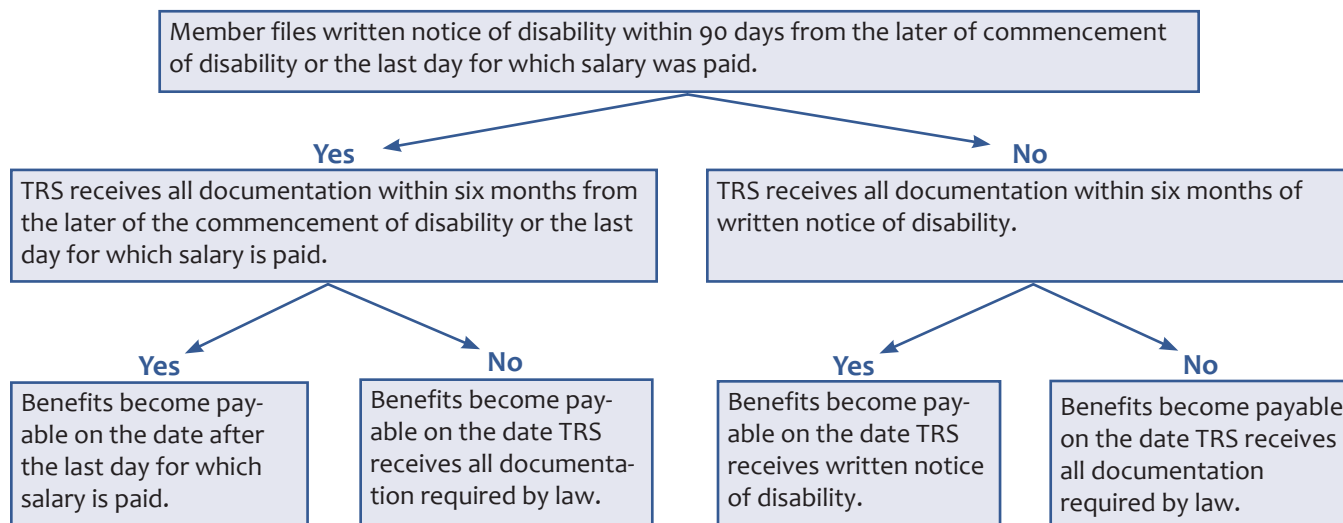 Member files written notice of disability within 90 days from the later of commencement
of disability or the last day for which salary was paid.
Yes
No
TRS receives all documentation within six months from
the later of the commencement of disability or the last
day for which salary is paid.
TRS receives all documentation within six months of
written notice of disability.
Yes
No
Yes
No
Benefits become pay-
able on the date after
the last day for which
salary is paid.
Benefits become pay-
able on the date TRS
receives all documenta-
tion required by law.
Benefits become pay-
able on the date TRS
receives written notice
of disability.
Benefits become payable
on the date TRS receives
all documentation
required by law.